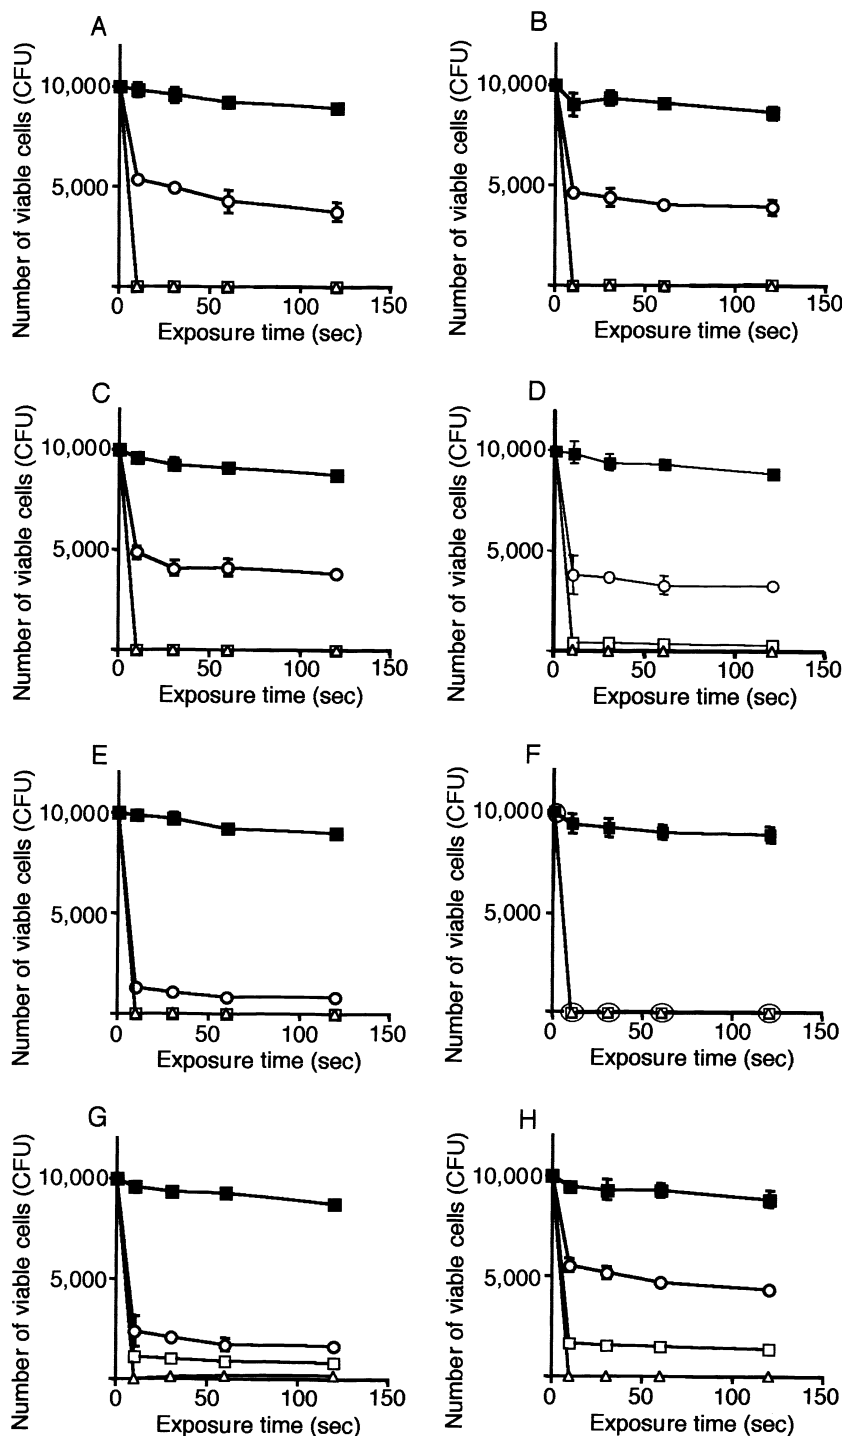 A
Number of viable cells (CFU)
10,000
5,000
0 50 100 150
Exposure time (sec)
B
Number of viable cells (CFU)
10,000
5,000
0 50 100 150
Exposure time (sec)
C
Number of viable cells (CFU)
10,000
5,000
0 50 100 150
Exposure time (sec)
D
Number of viable cells (CFU)
10,000
5,000
0 50 100 150
Exposure time (sec)
E
Number of viable cells (CFU)
10,000
5,000
0 50 100 150
Exposure time (sec)
F
Number of viable cells (CFU)
10,000
5,000
0 50 100 150
Exposure time (sec)
G
Number of viable cells (CFU)
10,000
5,000
0 50 100 150
Exposure time (sec)
H
Number of viable cells (CFU)
10,000
5,000
0 50 100 150
Exposure time (sec)